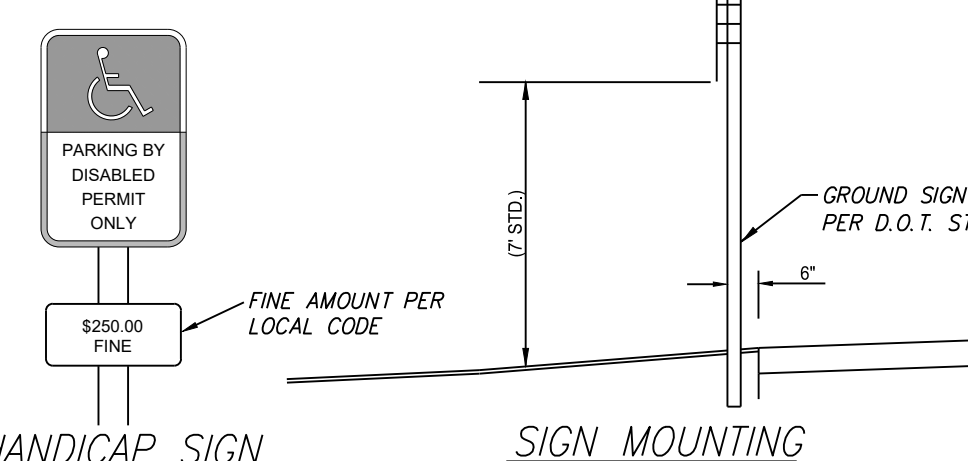 PARKING BY
DISABLED
PERMIT
ONLY
$250.00
FINE
FINE AMOUNT PER
LOCAL CODE
HANDICAP SIGN
(7' STD.)
GROUND SIGN
PER D.O.T.
6"
SIGN MOUNTING